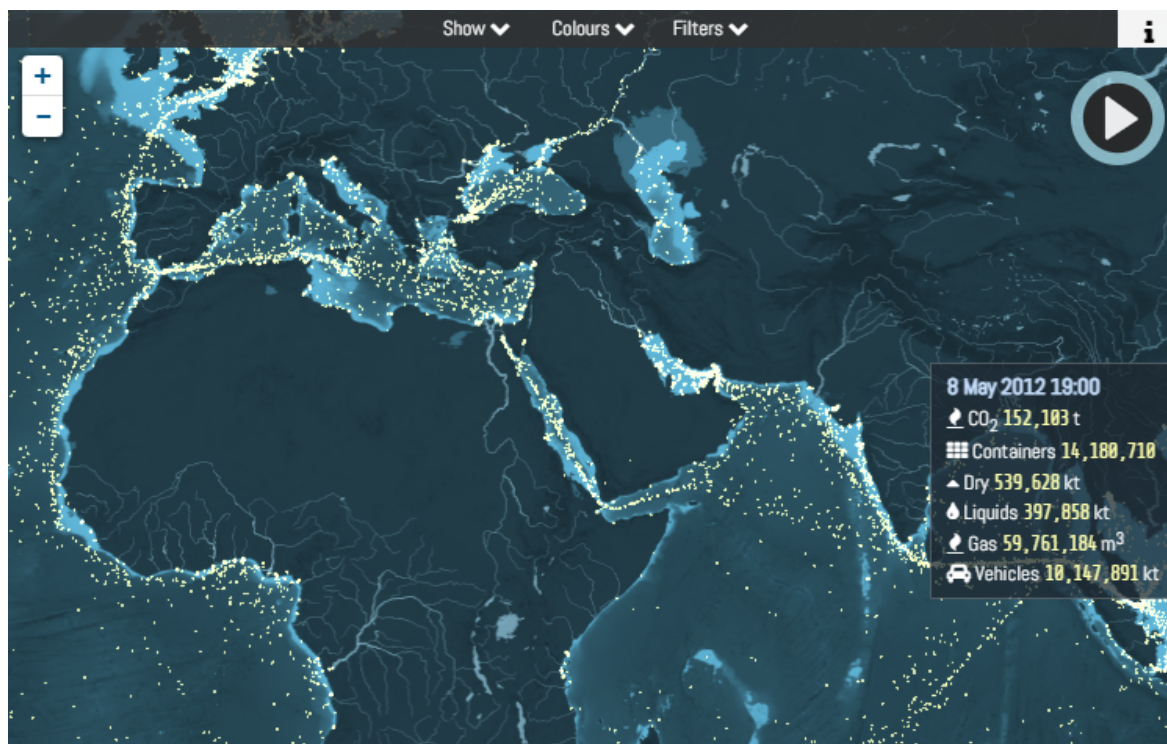 Show Colours Filters i
+
−
8 May 2012 19:00
CO2 152,103 t
Containers 14,180,710
Dry 539,628 kt
Liquids 397,858 kt
Gas 59,761,184 m3
Vehicles 10,147,891 kt